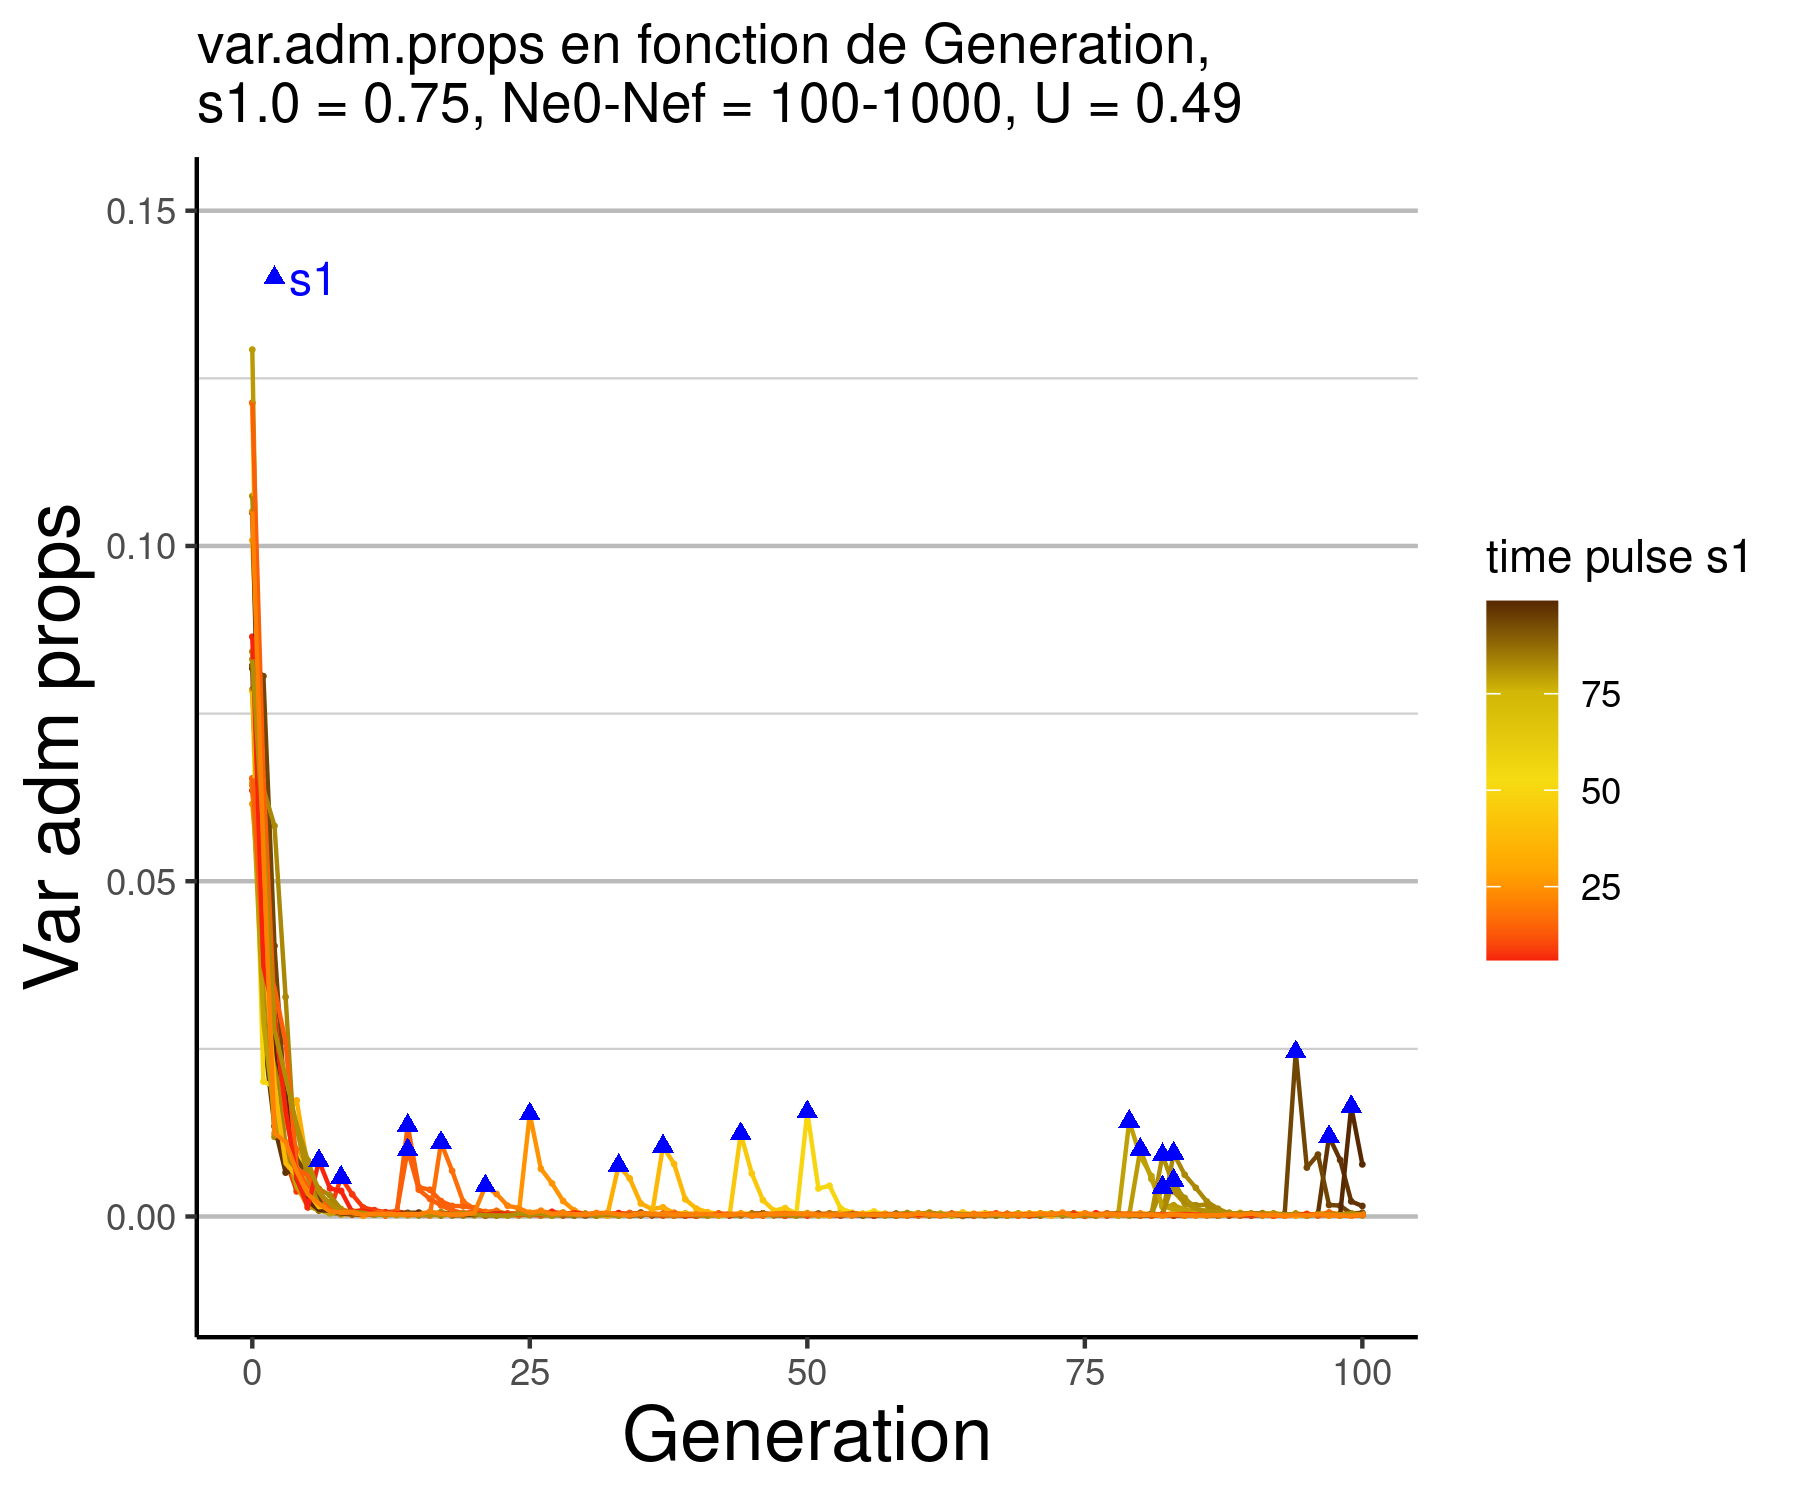 var.adm.props en fonction de Generation,
s1.0 = 0.75, Ne0-Nef = 100-1000, U = 0.49
0.15
s1
0.10
0.05
0.00
Var adm props
0
25
50
75
100
Generation
time pulse s1
75
50
25